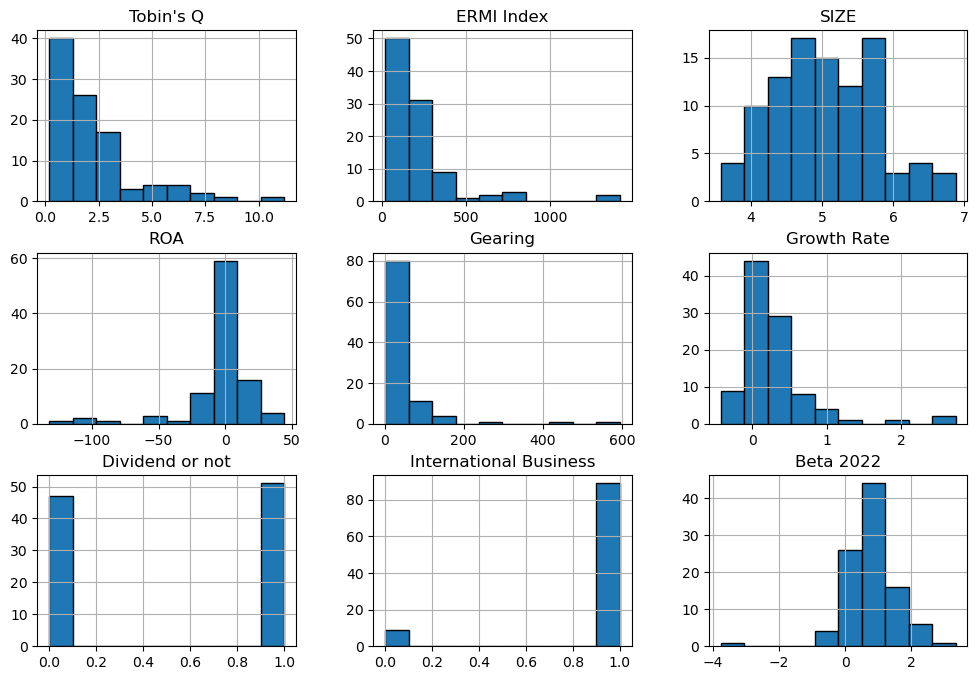 Tobin's Q
ERMI Index
SIZE
40
30
20
10
0
0.0 2.5 5.0 7.5 10.0
50
40
30
20
10
0
0 500 1000
15
10
5
0
4 5 6 7
ROA
Gearing
Growth Rate
60
40
20
0
−100 −50 0 50
80
60
40
20
0
0 200 400 600
40
30
20
10
0
0 1 2
Dividend or not
International Business
Beta 2022
50
40
30
20
10
0
0.0 0.2 0.4 0.6 0.8 1.0
80
60
40
20
0
0.0 0.2 0.4 0.6 0.8 1.0
40
30
20
10
0
−4 −2 0 2